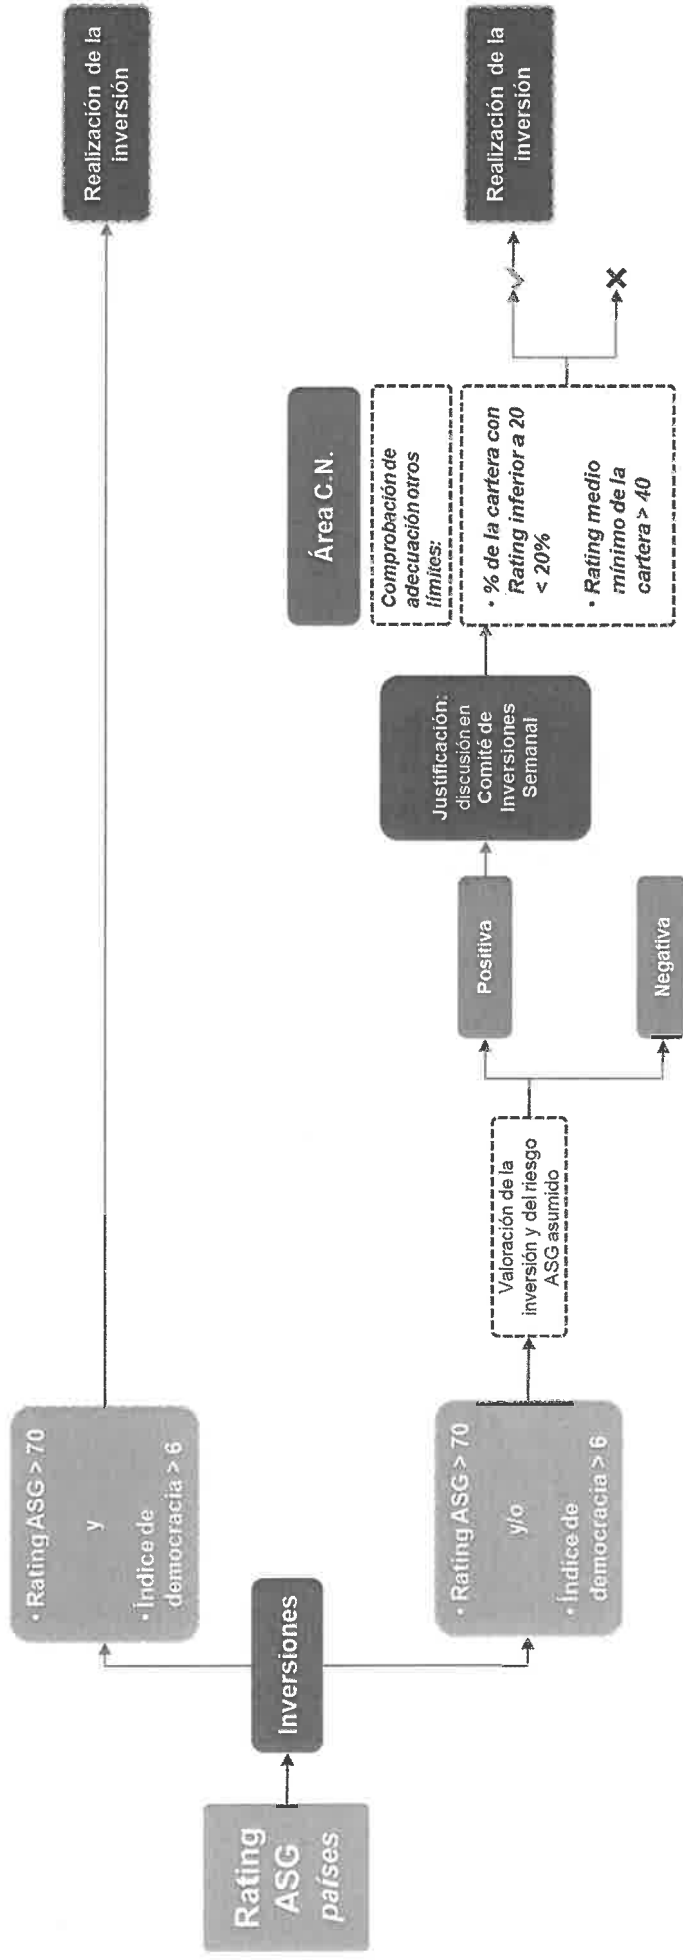 Rating
ASG
países
Inversiones
• Rating ASG > 70
y
• Índice de
democracia > 6
Realización de la
inversión
• Rating ASG > 70
y/o
• Índice de
democracia > 6
Valoración de la
inversión y del riesgo
ASG asumido
Positiva
Negativa
Justificación:
discusión en
Comité de
Inversiones
Semanal
Área C.N.
Comprobación de
adecuación otros
límites:
• % de la cartera con
Rating inferior a 20
< 20%
• Rating medio
mínimo de la
cartera > 40
Realización de la
inversión